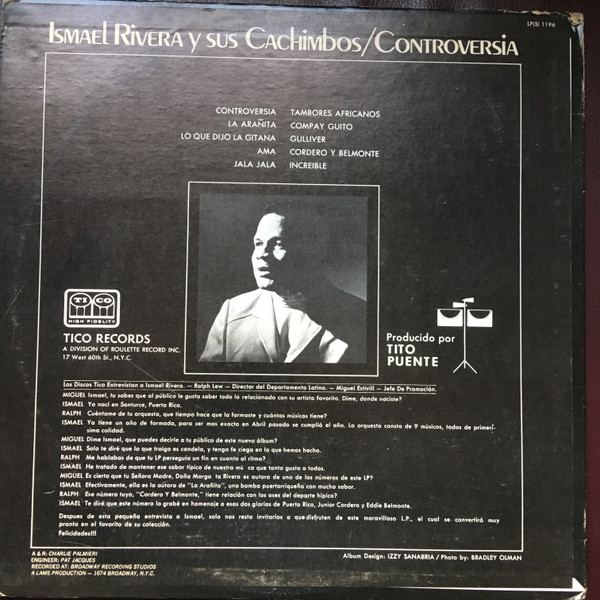 LP(S) 1196
Ismael Rivera y sus Cachimbos/Controversia
CONTROVERSIA TAMBORES AFRICANOS
LA ARAÑITA COMPAY GUITO
LO QUE DIJO LA GITANA GULLIVER
AMA CORDERO Y BELMONTE
JALA JALA INCREIBLE
TICO
HIGH FIDELITY
TICO RECORDS
A DIVISION OF ROULETTE RECORD INC.
17 West 60th St., N.Y.C.
Producido por
TITO
PUENTE
Los Discos Tico Entrevistan a Ismael Rivera. — Ralph Lew — Director del Departamento Latino. — Miguel Estivill — Jefe De Promoción.
MIGUEL Ismael, tu sabes que al público le gusta saber todo lo relacionado con su artista favorito. Dime, donde naciste?
ISMAEL Yo nací en Santurce, Puerto Rico.
RALPH Cuéntame de tu orquesta, que tiempo hace que la formaste y cuántos músicos tiene?
ISMAEL Ya tiene un año de formada, para ser mas exacto en Abril pasado se cumplió el año. La orquesta consta de 9 músicos, todos de primerí-
sima calidad.
MIGUEL Dime Ismael, que puedes decirle a tu público de este nuevo álbum?
ISMAEL Solo te diré que lo que traigo es candela, y tengo fe ciega en lo que hemos hecho.
RALPH Me hablabas de que tu LP perseguía un fin en cuanto al ritmo?
ISMAEL He tratado de mantener ese sabor típico de nuestra mú ca que tanto gusta a todos.
MIGUEL Es cierto que tu Señora Madre, Doña Marga ta Rivera es autora de uno de los números de este LP?
ISMAEL Efectivamente, ella es la autora de "La Arañita", una bomba puertorriqueña con mucho sabor.
RALPH Ese número tuyo, "Cordero Y Belmonte," tiene relación con los ases del departe hípico?
ISMAEL Te diré que este número lo grabé en homenaje a esas dos glorias de Puerto Rico, Junior Cordero y Eddie Belmonte.
Despues de esta pequeña entrevista a Ismael, solo nos resta invitarlos a que disfruten de este maravilloso L.P., el cual se convertirá muy
pronto en el favorito de su colección.
Felicidades!!!
A & R: CHARLIE PALMIERI
ENGINEER: PAT JACQUES
RECORDED AT: BROADWAY RECORDING STUDIOS
A LAMS PRODUCTION — 1674 BROADWAY, N.Y.C.
Album Design: IZZY SANABRIA / Photo by: BRADLEY OLMAN